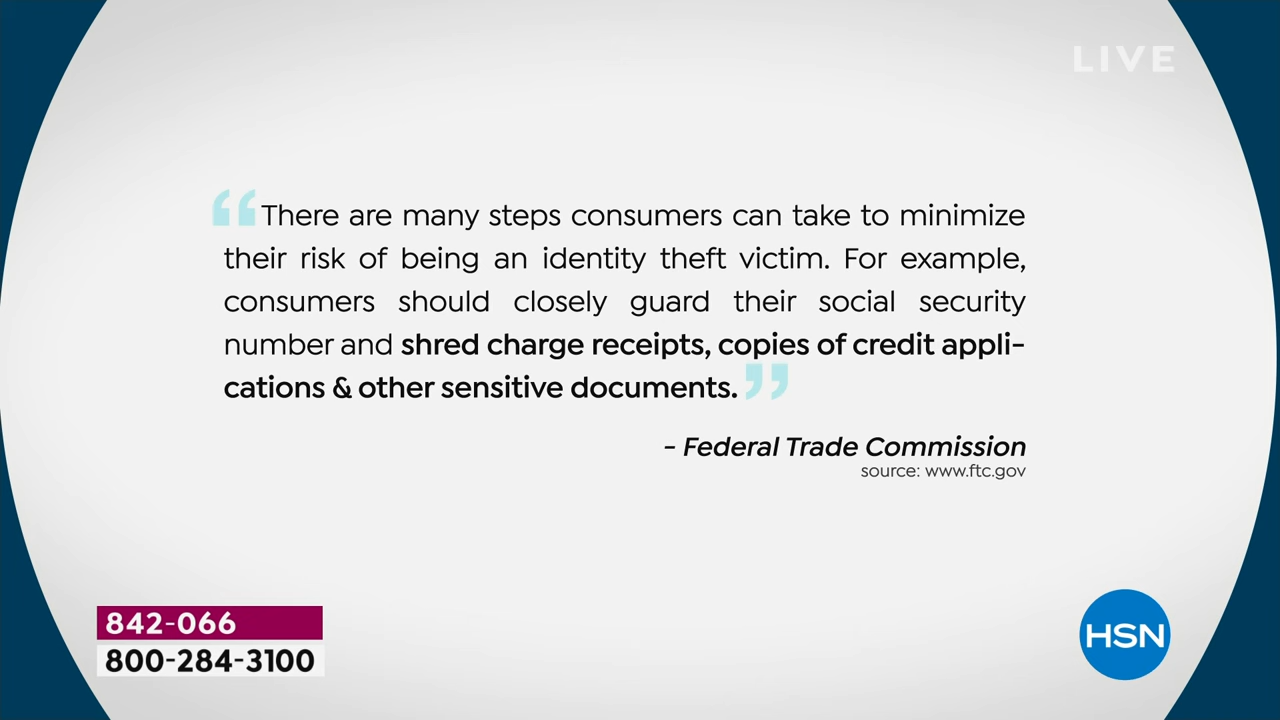 LIVE
“There are many steps consumers can take to minimize
their risk of being an identity theft victim. For example,
consumers should closely guard their social security
number and shred charge receipts, copies of credit appli-
cations & other sensitive documents.”
- Federal Trade Commission
source: www.ftc.gov
842-066
800-284-3100
HSN